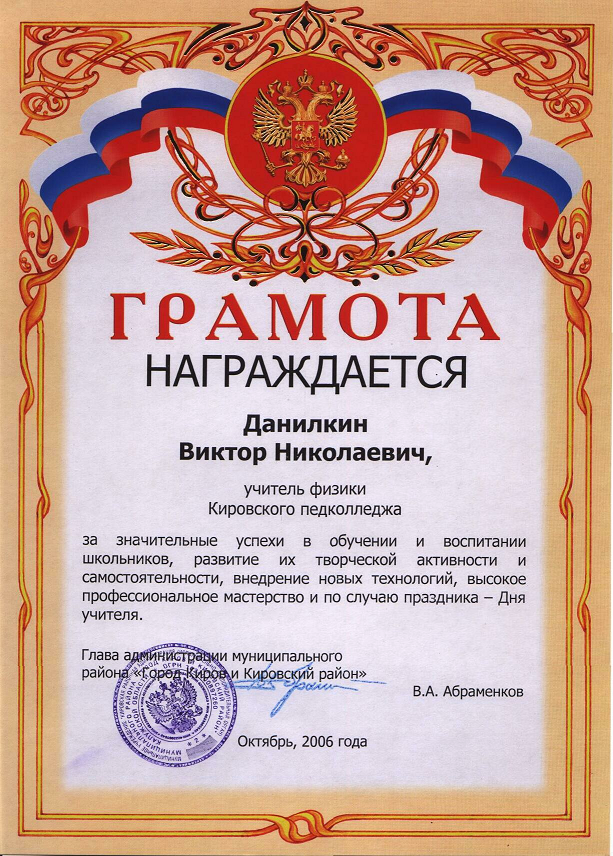 ГРАМОТА
НАГРАЖДАЕТСЯ
Данилкин
Виктор Николаевич,
учитель физики
Кировского педколледжа
за значительные успехи в обучении и воспитании
школьников, развитие их творческой активности и
самостоятельности, внедрение новых технологий, высокое
профессиональное мастерство и по случаю праздника – Дня
учителя.
Глава администрации муниципального
района «Город Киров и Кировский район»
В.А. Абраменков
Октябрь, 2006 года